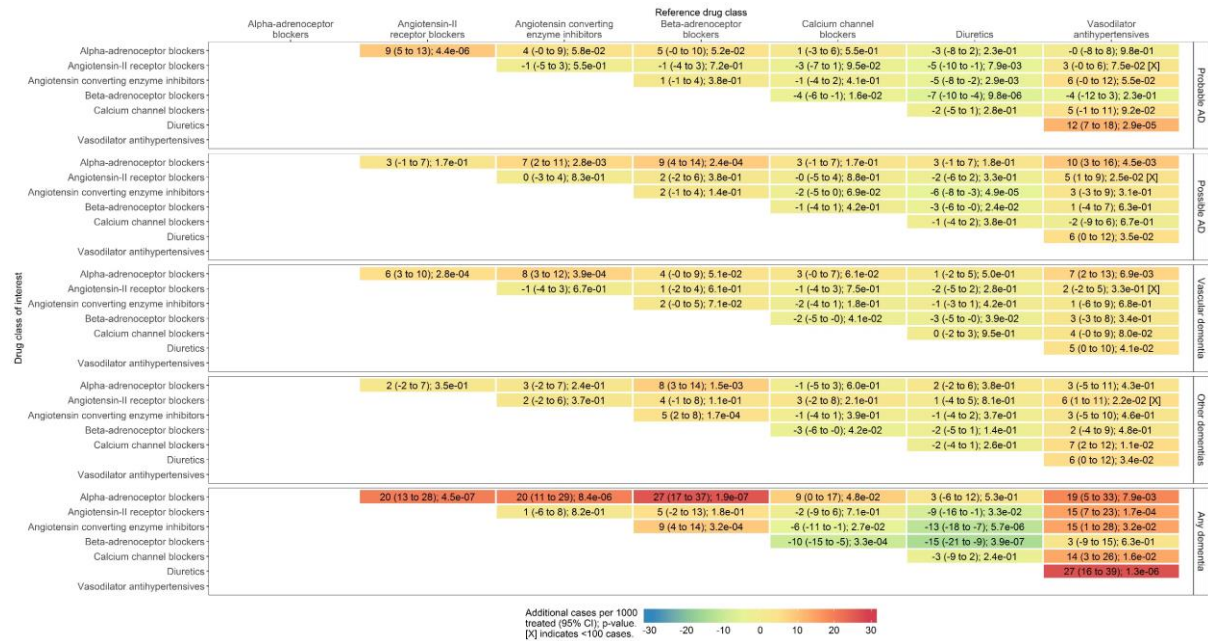 Reference drug class
Alpha-adrenoceptor blockers
Angiotensin-II receptor blockers
Angiotensin converting enzyme inhibitors
Beta-adrenoceptor blockers
Calcium channel blockers
Diuretics
Vasodilator antihypertensives
Drug class of interest
Probable AD
Alpha-adrenoceptor blockers 9 (5 to 13); 4.4e-06 4 (-0 to 9); 5.8e-02 5 (-0 to 10); 5.2e-02 1 (-3 to 6); 5.5e-01 -3 (-8 to 2); 2.3e-01 -0 (-8 to 8); 9.8e-01
Angiotensin-II receptor blockers -1 (-5 to 3); 5.5e-01 -1 (-4 to 3); 7.2e-01 -3 (-7 to 1); 9.5e-02 -5 (-10 to -1); 7.9e-03 3 (-0 to 6); 7.5e-02 [X]
Angiotensin converting enzyme inhibitors 1 (-1 to 4); 3.8e-01 -1 (-4 to 2); 4.1e-01 -5 (-8 to -2); 2.9e-03 6 (-0 to 12); 5.5e-02
Beta-adrenoceptor blockers -4 (-6 to -1); 1.6e-02 -7 (-10 to -4); 9.8e-06 -4 (-12 to 3); 2.3e-01
Calcium channel blockers -2 (-5 to 1); 2.8e-01 5 (-1 to 11); 9.2e-02
Diuretics 12 (7 to 18); 2.9e-05
Vasodilator antihypertensives
Possible AD
Alpha-adrenoceptor blockers 3 (-1 to 7); 1.7e-01 7 (2 to 11); 2.8e-03 9 (4 to 14); 2.4e-04 3 (-1 to 7); 1.7e-01 3 (-1 to 7); 1.8e-01 10 (3 to 16); 4.5e-03
Angiotensin-II receptor blockers 0 (-3 to 4); 8.3e-01 2 (-2 to 6); 3.8e-01 -0 (-5 to 4); 8.8e-01 -2 (-6 to 2); 3.3e-01 5 (1 to 9); 2.5e-02 [X]
Angiotensin converting enzyme inhibitors 2 (-1 to 4); 1.4e-01 -2 (-5 to 0); 6.9e-02 -6 (-8 to -3); 4.9e-05 3 (-3 to 9); 3.1e-01
Beta-adrenoceptor blockers -1 (-4 to 1); 4.2e-01 -3 (-6 to -0); 2.4e-02 1 (-4 to 7); 6.3e-01
Calcium channel blockers -1 (-4 to 2); 3.8e-01 -2 (-9 to 6); 6.7e-01
Diuretics 6 (0 to 12); 3.5e-02
Vasodilator antihypertensives
Vascular dementia
Alpha-adrenoceptor blockers 6 (3 to 10); 2.8e-04 8 (3 to 12); 3.9e-04 4 (-0 to 9); 5.1e-02 3 (-0 to 7); 6.1e-02 1 (-2 to 5); 5.0e-01 7 (2 to 13); 6.9e-03
Angiotensin-II receptor blockers -1 (-4 to 3); 6.7e-01 1 (-2 to 4); 6.1e-01 -1 (-4 to 3); 7.5e-01 -2 (-5 to 2); 2.8e-01 2 (-2 to 5); 3.3e-01 [X]
Angiotensin converting enzyme inhibitors 2 (-0 to 5); 7.1e-02 -2 (-4 to 1); 1.8e-01 -1 (-3 to 1); 4.2e-01 1 (-6 to 9); 6.8e-01
Beta-adrenoceptor blockers -2 (-5 to -0); 4.1e-02 -3 (-5 to -0); 3.9e-02 3 (-3 to 8); 3.4e-01
Calcium channel blockers 0 (-2 to 3); 9.5e-01 4 (-0 to 9); 8.0e-02
Diuretics 5 (0 to 10); 4.1e-02
Vasodilator antihypertensives
Other dementias
Alpha-adrenoceptor blockers 2 (-2 to 7); 3.5e-01 3 (-2 to 7); 2.4e-01 8 (3 to 14); 1.5e-03 -1 (-5 to 3); 6.0e-01 2 (-2 to 6); 3.8e-01 3 (-5 to 11); 4.3e-01
Angiotensin-II receptor blockers 2 (-2 to 6); 3.7e-01 4 (-1 to 8); 1.1e-01 3 (-2 to 8); 2.1e-01 1 (-4 to 5); 8.1e-01 6 (1 to 11); 2.2e-02 [X]
Angiotensin converting enzyme inhibitors 5 (2 to 8); 1.7e-04 -1 (-4 to 1); 3.9e-01 -1 (-4 to 2); 3.7e-01 3 (-5 to 10); 4.6e-01
Beta-adrenoceptor blockers -3 (-6 to -0); 4.2e-02 -2 (-5 to 1); 1.4e-01 2 (-4 to 9); 4.8e-01
Calcium channel blockers -2 (-4 to 1); 2.6e-01 7 (2 to 12); 1.1e-02
Diuretics 6 (0 to 12); 3.4e-02
Vasodilator antihypertensives
Any dementia
Alpha-adrenoceptor blockers 20 (13 to 28); 4.5e-07 20 (11 to 29); 8.4e-06 27 (17 to 37); 1.9e-07 9 (0 to 17); 4.8e-02 3 (-6 to 12); 5.3e-01 19 (5 to 33); 7.9e-03
Angiotensin-II receptor blockers 1 (-6 to 8); 8.2e-01 5 (-2 to 13); 1.8e-01 -2 (-9 to 6); 7.1e-01 -9 (-16 to -1); 3.3e-02 15 (7 to 23); 1.7e-04
Angiotensin converting enzyme inhibitors 9 (4 to 14); 3.2e-04 -6 (-11 to -1); 2.7e-02 -13 (-18 to -7); 5.7e-06 15 (1 to 28); 3.2e-02
Beta-adrenoceptor blockers -10 (-15 to -5); 3.3e-04 -15 (-21 to -9); 3.9e-07 3 (-9 to 15); 6.3e-01
Calcium channel blockers -3 (-9 to 2); 2.4e-01 14 (3 to 26); 1.6e-02
Diuretics 27 (16 to 39); 1.3e-06
Vasodilator antihypertensives
Additional cases per 1000
treated (95% CI); p-value.
[X] indicates <100 cases.
-30 -20 -10 0 10 20 30